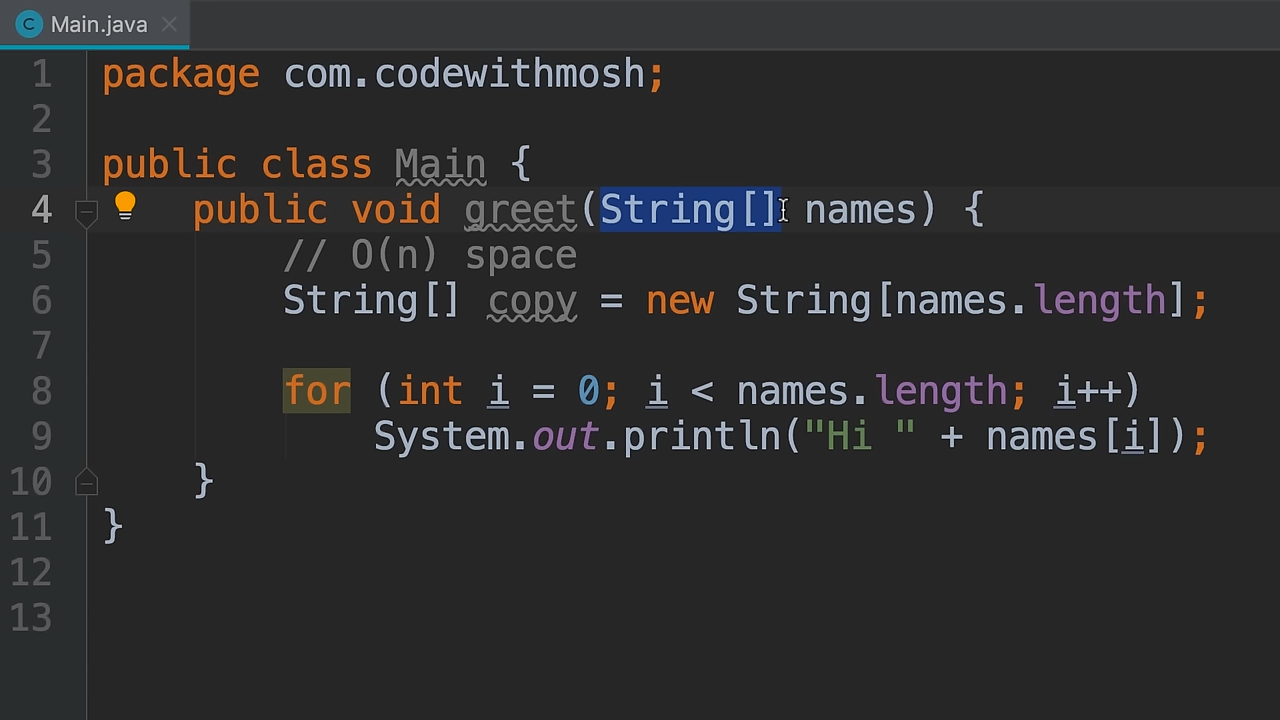 Main.java
1 package com.codewithmosh;
2
3 public class Main {
4 public void greet(String[] names) {
5 // O(n) space
6 String[] copy = new String[names.length];
7
8 for (int i = 0; i < names.length; i++)
9 System.out.println("Hi " + names[i]);
10 }
11 }
12
13